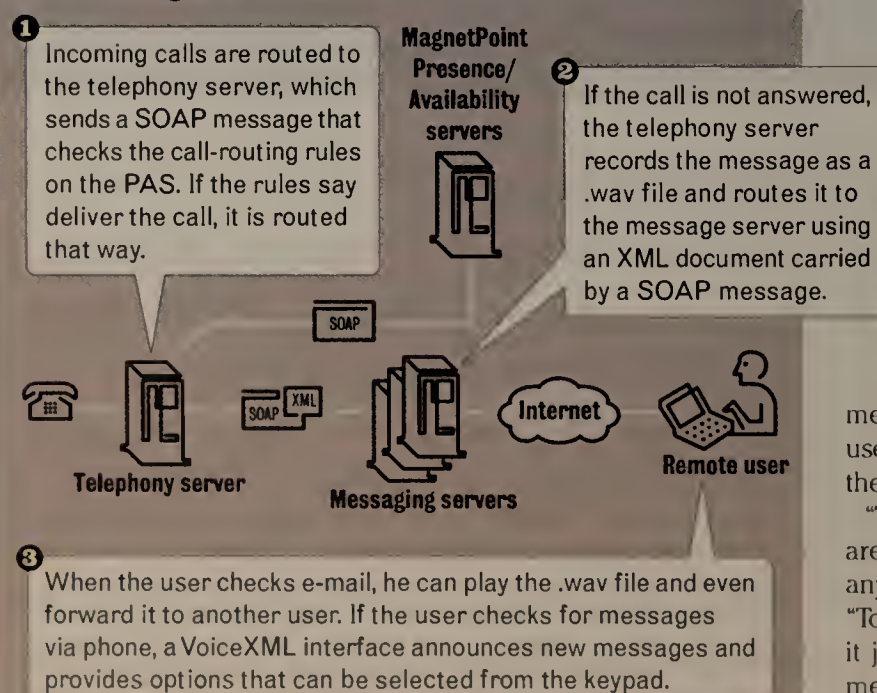 ❶
Incoming calls are routed to
the telephony server, which
sends a SOAP message that
checks the call-routing rules
on the PAS. If the rules say
deliver the call, it is routed
that way.
MagnetPoint
Presence/
Availability
servers
❷
If the call is not answered,
the telephony server
records the message as a
.wav file and routes it to
the message server using
an XML document carried
by a SOAP message.
SOAP
SOAP XML
Internet
Telephony server
Messaging servers
Remote user
❸
When the user checks e-mail, he can play the .wav file and even
forward it to another user. If the user checks for messages
via phone, a VoiceXML interface announces new messages and
provides options that can be selected from the keypad.
me
use
the
are
any
"To
it j
me